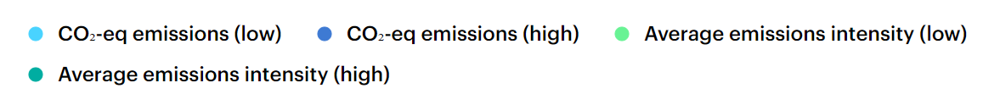 CO₂-eq emissions (low) CO₂-eq emissions (high) Average emissions intensity (low)
Average emissions intensity (high)